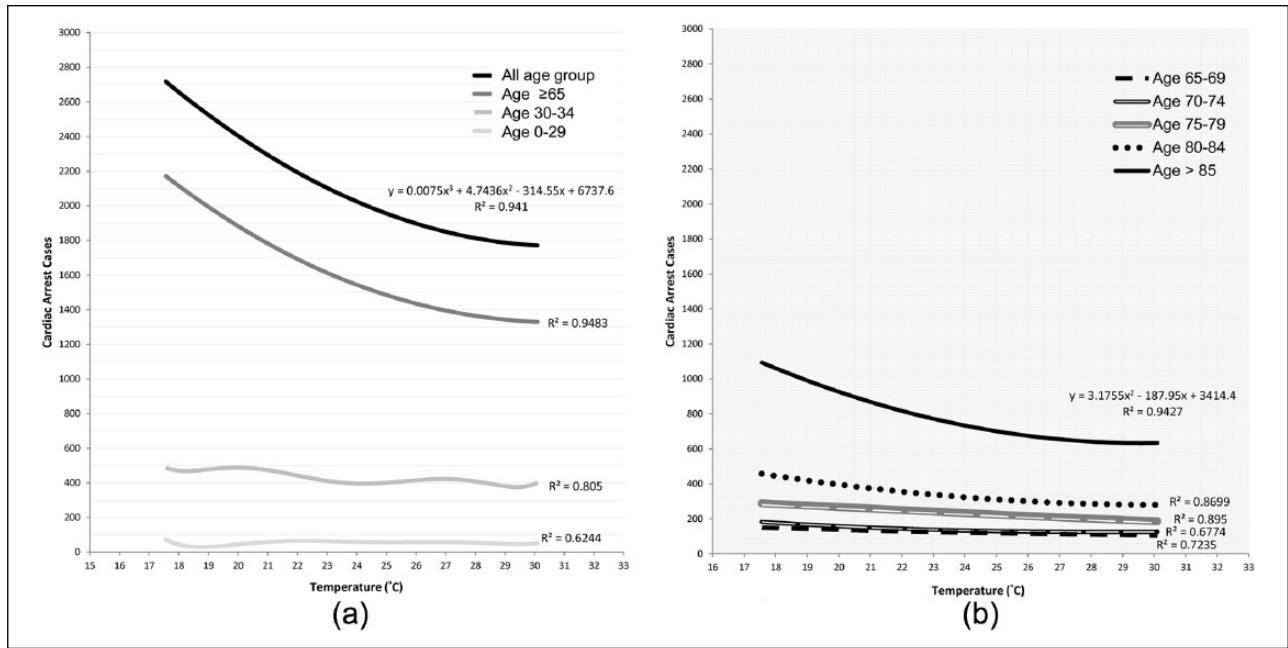 3000
2800
2600
2400
2200
2000
1800
1600
1400
1200
1000
800
600
400
200
0
Cardiac Arrest Cases
All age group
Age ≥65
Age 30-34
Age 0-29
y = 0.0075x³ + 4.7436x² - 314.55x + 6737.6
R² = 0.941
R² = 0.9483
R² = 0.805
R² = 0.6244
15 16 17 18 19 20 21 22 23 24 25 26 27 28 29 30 31 32 33
Temperature (˚C)
(a)
3000
2800
2600
2400
2200
2000
1800
1600
1400
1200
1000
800
600
400
200
0
Cardiac Arrest Cases
Age 65-69
Age 70-74
Age 75-79
Age 80-84
Age > 85
y = 3.1755x² - 187.95x + 3414.4
R² = 0.9427
R² = 0.8699
R² = 0.895
R² = 0.6774
R² = 0.7235
16 17 18 19 20 21 22 23 24 25 26 27 28 29 30 31 32 33
Temperature (˚C)
(b)